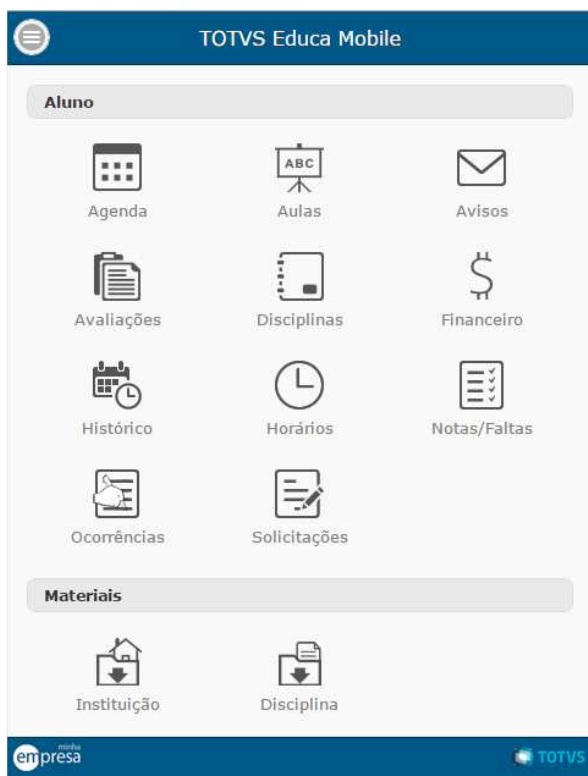 TOTVS Educa Mobile
Aluno
ABC
Agenda Aulas Avisos
Avaliações Disciplinas Financeiro
Histórico Horários Notas/Faltas
Ocorrências Solicitações
Materiais
Instituição Disciplina
minha
empresa TOTVS